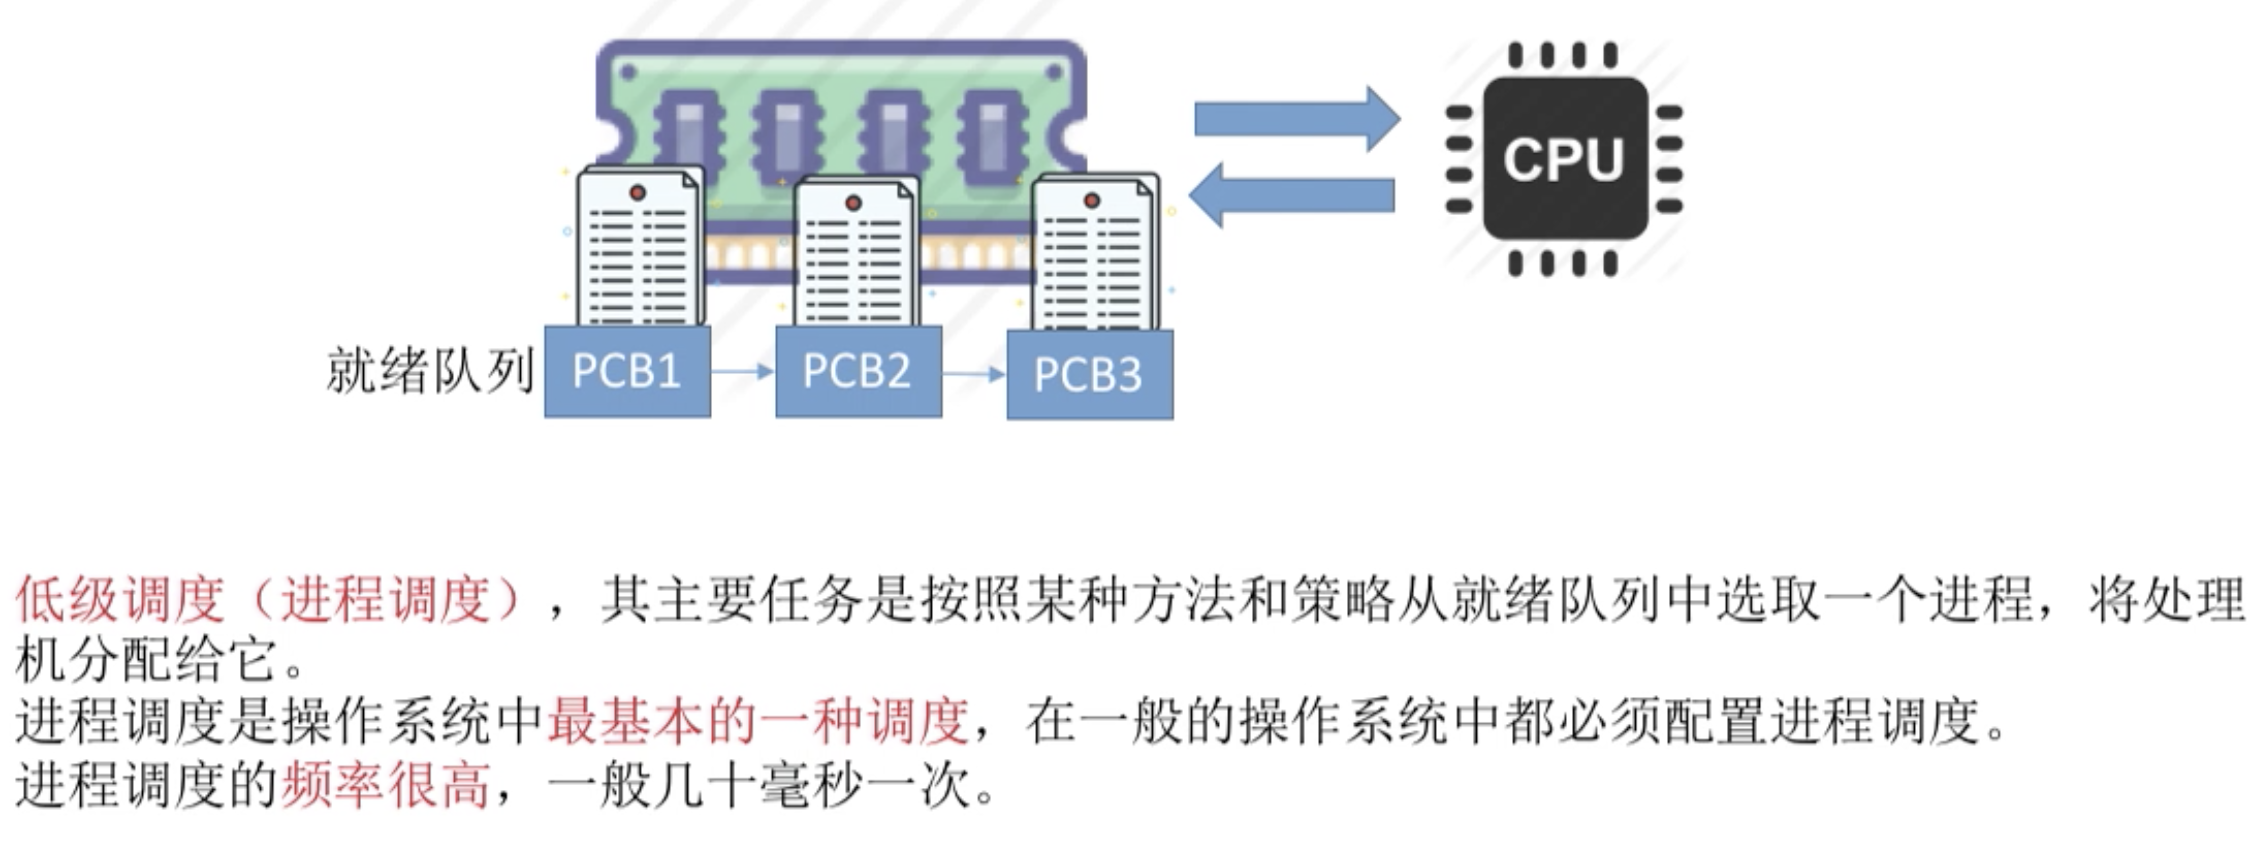 CPU
就绪队列 PCB1 PCB2 PCB3
低级调度（进程调度），其主要任务是按照某种方法和策略从就绪队列中选取一个进程，将处理
机分配给它。
进程调度是操作系统中最基本的一种调度，在一般的操作系统中都必须配置进程调度。
进程调度的频率很高，一般几十毫秒一次。